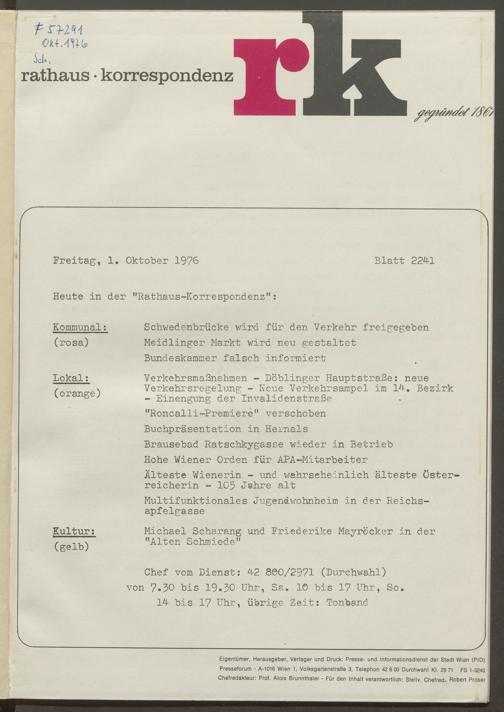 F 57291
Okt. 1976
Sch.
rathaus · korrespondenz
rk
gegründet 1861
Freitag, 1. Oktober 1976 Blatt 2241
Heute in der "Rathaus-Korrespondenz":
Kommunal: Schwedenbrücke wird für den Verkehr freigegeben
(rosa) Meidlinger Markt wird neu gestaltet
Bundeskammer falsch informiert
Lokal: Verkehrsmaßnahmen - Döblinger Hauptstraße: neue
(orange) Verkehrsregelung - Neue Verkehrsampel im 14. Bezirk
- Einengung der Invalidenstraße
"Roncalli-Premiere" verschoben
Buchpräsentation in Hernals
Brausebad Ratschkygasse wieder in Betrieb
Hohe Wiener Orden für APA-Mitarbeiter
Älteste Wienerin - und wahrscheinlich älteste Öster-
reicherin - 105 Jahre alt
Multifunktionales Jugendwohnheim in der Reichs-
apfelgasse
Kultur: Michael Scharang und Friederike Mayröcker in der
(gelb) "Alten Schmiede"
Chef vom Dienst: 42 800/2971 (Durchwahl)
von 7.30 bis 19.30 Uhr, Sa. 10 bis 17 Uhr, So.
14 bis 17 Uhr, übrige Zeit: Tonband
Eigentümer, Herausgeber, Verleger und Druck: Presse- und Informationsdienst der Stadt Wien (PID)
Presseforum - A-1016 Wien 1, Volksgartenstraße 3, Telephon 42 8 00 Durchwahl Kl. 29 71 FS 1-3240
Chefredakteur: Prof. Alois Brunnthaler - Für den Inhalt verantwortlich: Stellv. Chefred. Robert Prosel